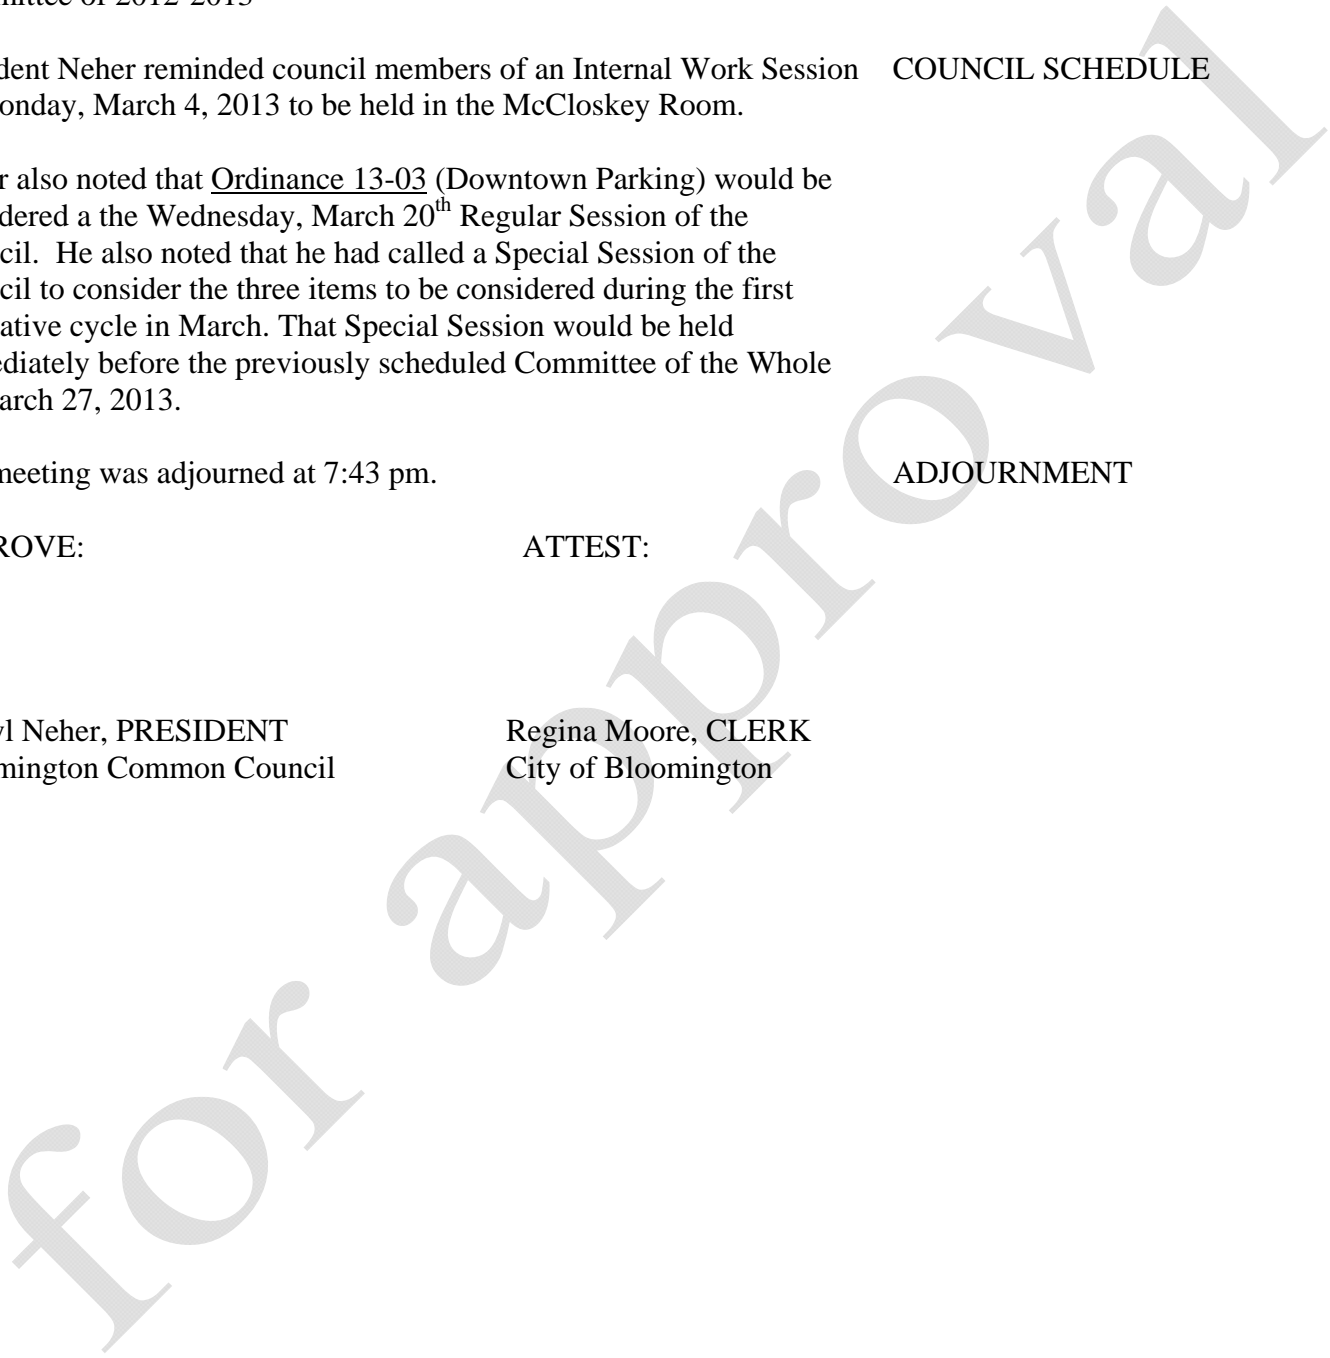 mittee of 2012-2013
dent Neher reminded council members of an Internal Work Session COUNCIL SCHEDULE
onday, March 4, 2013 to be held in the McCloskey Room.
r also noted that Ordinance 13-03 (Downtown Parking) would be
dered a the Wednesday, March 20th Regular Session of the
cil. He also noted that he had called a Special Session of the
cil to consider the three items to be considered during the first
ative cycle in March. That Special Session would be held
ediately before the previously scheduled Committee of the Whole
arch 27, 2013.
meeting was adjourned at 7:43 pm. ADJOURNMENT
ROVE: ATTEST:
yl Neher, PRESIDENT Regina Moore, CLERK
mington Common Council City of Bloomington
for approval